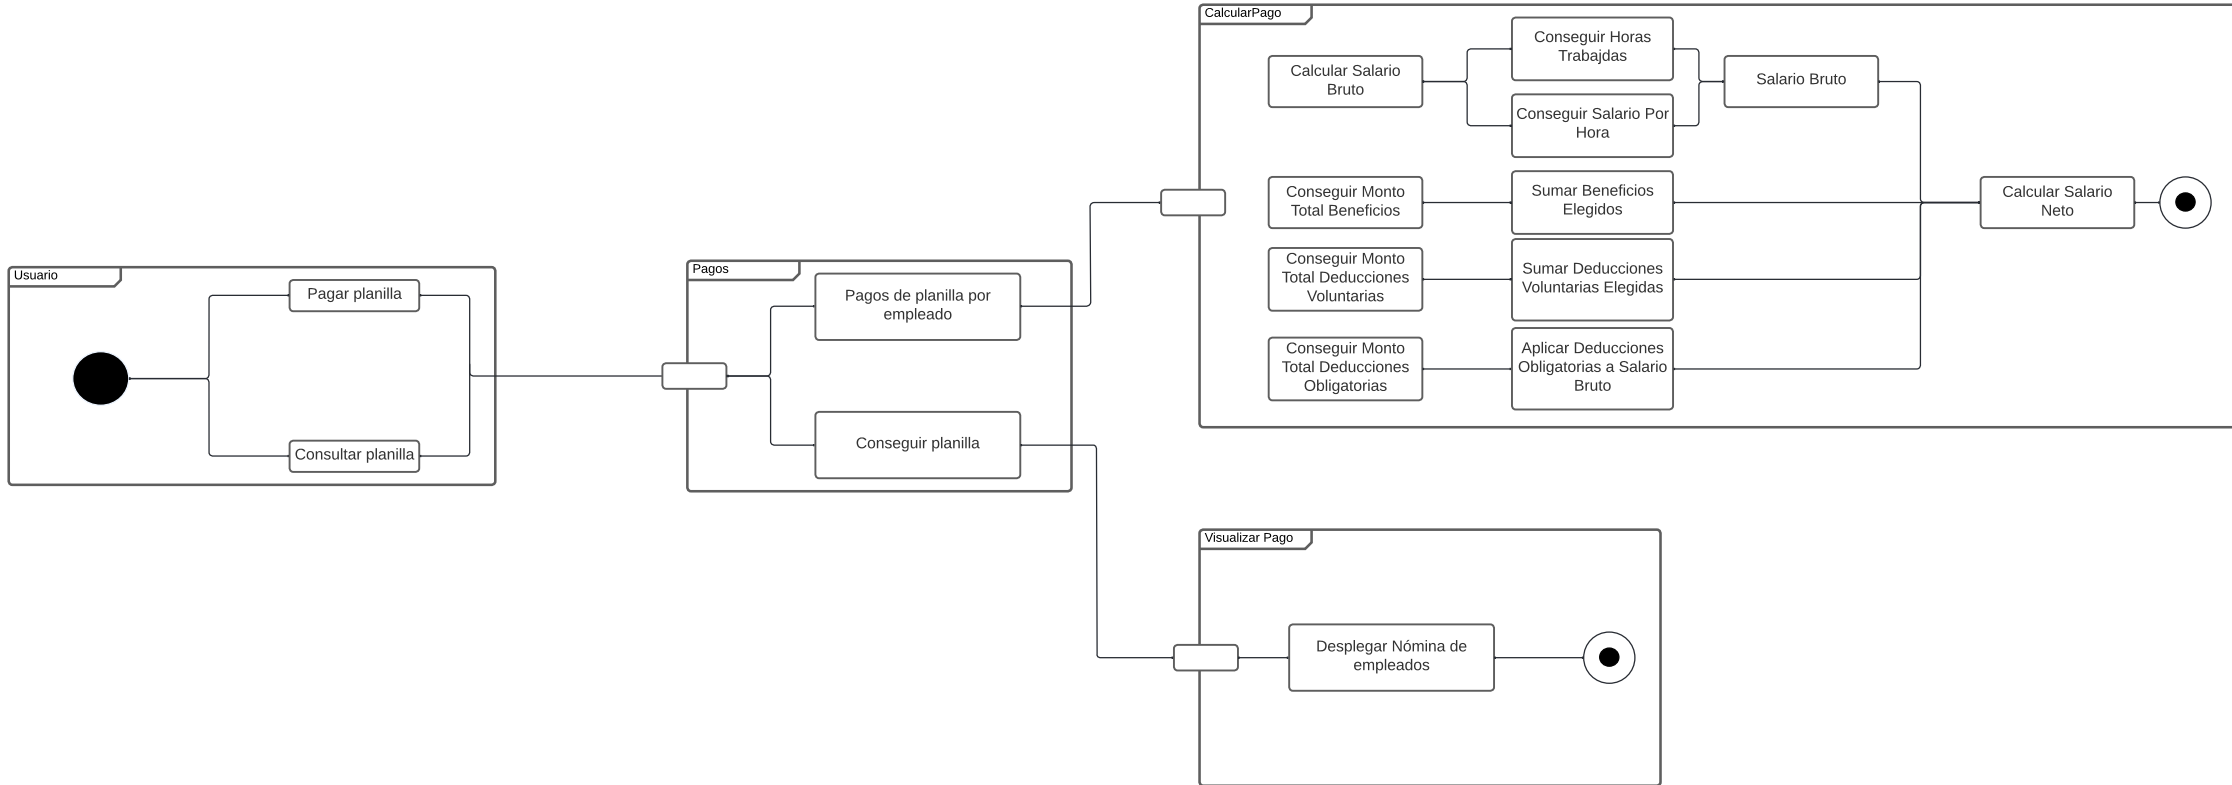 Usuario
Pagar planilla
Consultar planilla
Pagos
Pagos de planilla por
empleado
Conseguir planilla
CalcularPago
Calcular Salario
Bruto
Conseguir Horas
Trabajdas
Conseguir Salario Por
Hora
Salario Bruto
Conseguir Monto
Total Beneficios
Sumar Beneficios
Elegidos
Conseguir Monto
Total Deducciones
Voluntarias
Sumar Deducciones
Voluntarias Elegidas
Conseguir Monto
Total Deducciones
Obligatorias
Aplicar Deducciones
Obligatorias a Salario
Bruto
Calcular Salario
Neto
Visualizar Pago
Desplegar Nómina de
empleados